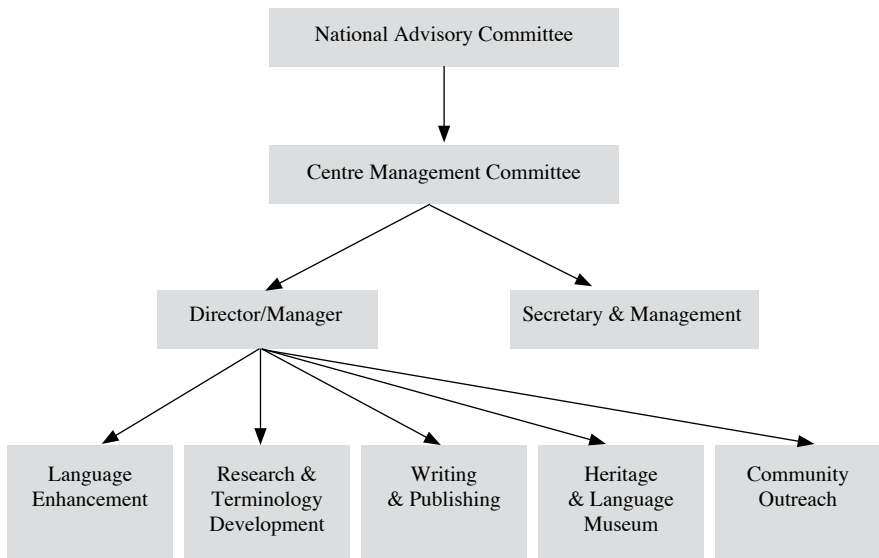 National Advisory Committee
Centre Management Committee
Director/Manager
Secretary & Management
Language
Enhancement
Research &
Terminology
Development
Writing
& Publishing
Heritage
& Language
Museum
Community
Outreach